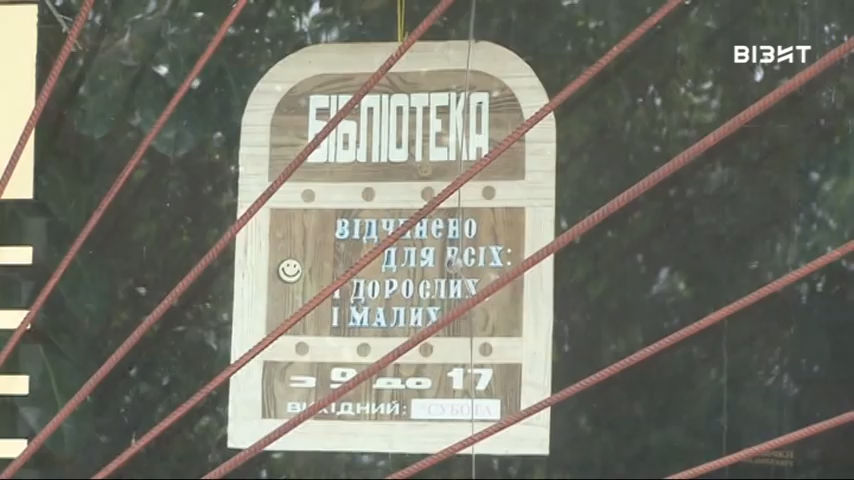 ВІЗИТ
БІБЛІОТЕКА
ВІДЧИНЕНО
ДЛЯ ВСІХ:
І ДОРОСЛИХ
І МАЛИХ
З 9 до 17
ВИХІДНИЙ: СУБОТА